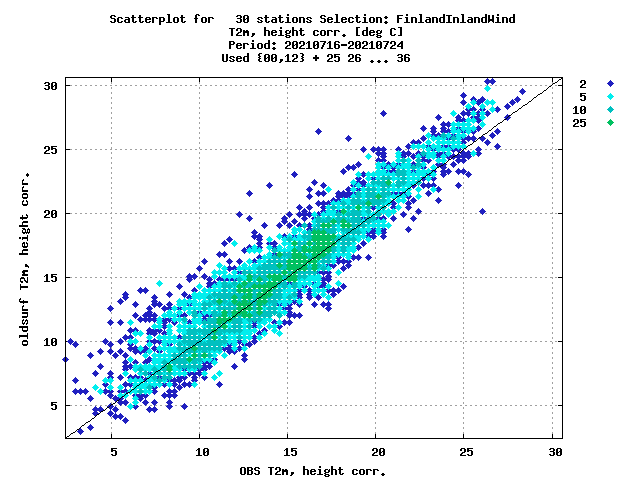 Scatterplot for   30 stations Selection: FinlandInlandWind
T2m, height corr. [deg C]
Period: 20210716-20210724
Used {00,12} + 25 26 ... 36
2
5
10
25
oldsurf T2m, height corr.
30
25
20
15
10
5
5 10 15 20 25 30
OBS T2m, height corr.